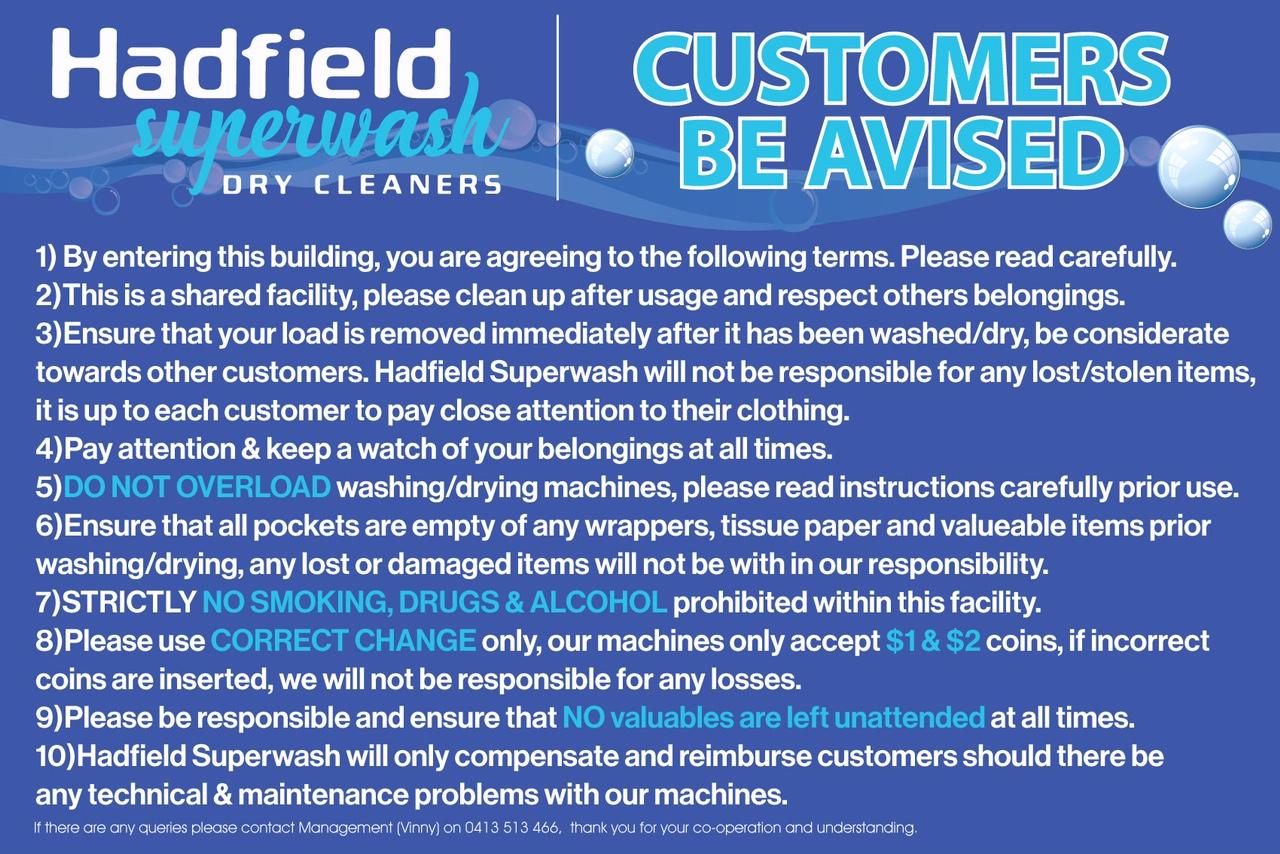 Hadfield
superwash
DRY CLEANERS
CUSTOMERS
BE AVISED
1) By entering this building, you are agreeing to the following terms. Please read carefully.
2)This is a shared facility, please clean up after usage and respect others belongings.
3)Ensure that your load is removed immediately after it has been washed/dry, be considerate
towards other customers. Hadfield Superwash will not be responsible for any lost/stolen items,
it is up to each customer to pay close attention to their clothing.
4)Pay attention & keep a watch of your belongings at all times.
5)DO NOT OVERLOAD washing/drying machines, please read instructions carefully prior use.
6)Ensure that all pockets are empty of any wrappers, tissue paper and valueable items prior
washing/drying, any lost or damaged items will not be with in our responsibility.
7)STRICTLY NO SMOKING, DRUGS & ALCOHOL prohibited within this facility.
8)Please use CORRECT CHANGE only, our machines only accept $1 & $2 coins, if incorrect
coins are inserted, we will not be responsible for any losses.
9)Please be responsible and ensure that NO valuables are left unattended at all times.
10)Hadfield Superwash will only compensate and reimburse customers should there be
any technical & maintenance problems with our machines.
If there are any queries please contact Management (Vinny) on 0413 513 466, thank you for your co-operation and understanding.